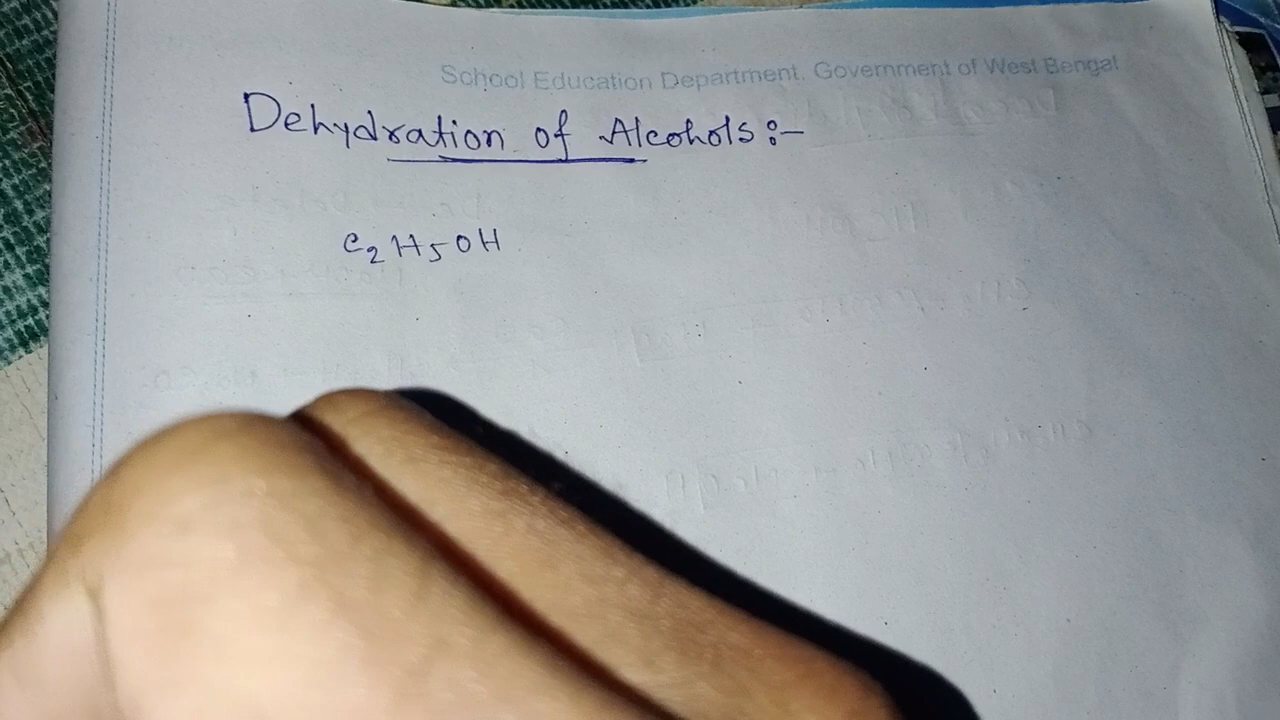 School Education Department. Government of West Bengal
Dehydration of Alcohols :-
C2H5OH